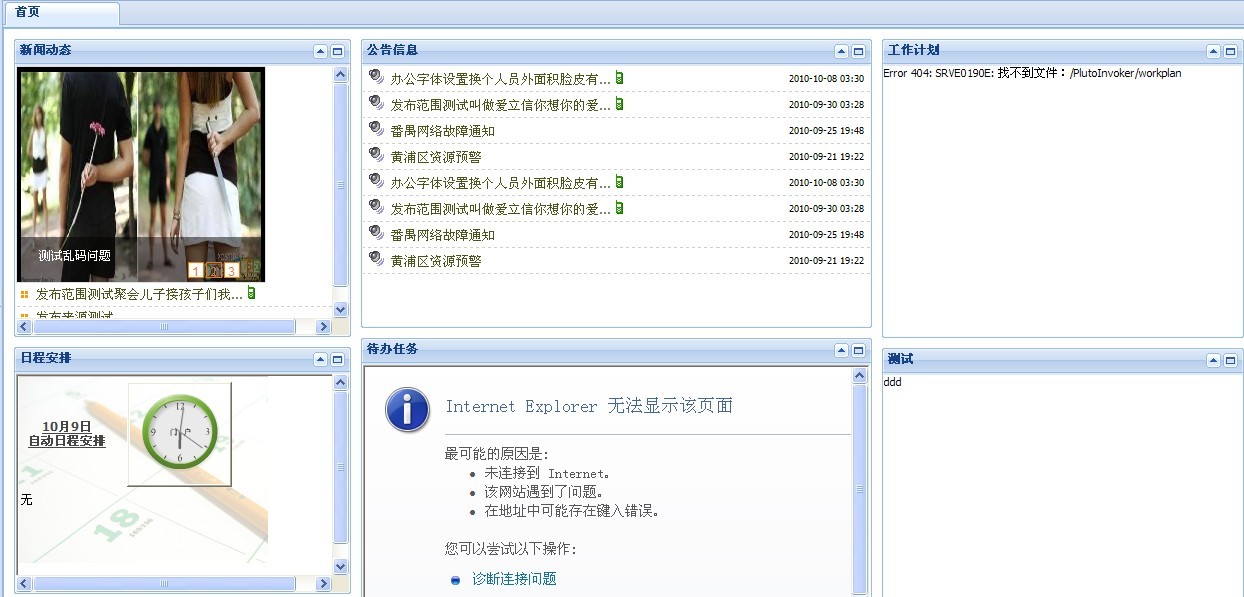 首页
新闻动态
测试乱码问题
1 2 3
发布范围测试聚会儿子接孩子们我...
发布来源测试
公告信息
办公字体设置换个人员外面积脸皮有... 2010-10-08 03:30
发布范围测试叫做爱立信你想你的爱... 2010-09-30 03:28
番禺网络故障通知 2010-09-25 19:48
黄浦区资源预警 2010-09-21 19:22
办公字体设置换个人员外面积脸皮有... 2010-10-08 03:30
发布范围测试叫做爱立信你想你的爱... 2010-09-30 03:28
番禺网络故障通知 2010-09-25 19:48
黄浦区资源预警 2010-09-21 19:22
工作计划
Error 404: SRVE0190E: 找不到文件：/PlutoInvoker/workplan
日程安排
10月9日
自动日程安排
12
9 门户 3
6
18
无
待办任务
Internet Explorer 无法显示该页面
最可能的原因是:
未连接到 Internet。
该网站遇到了问题。
在地址中可能存在键入错误。
您可以尝试以下操作:
诊断连接问题
测试
ddd